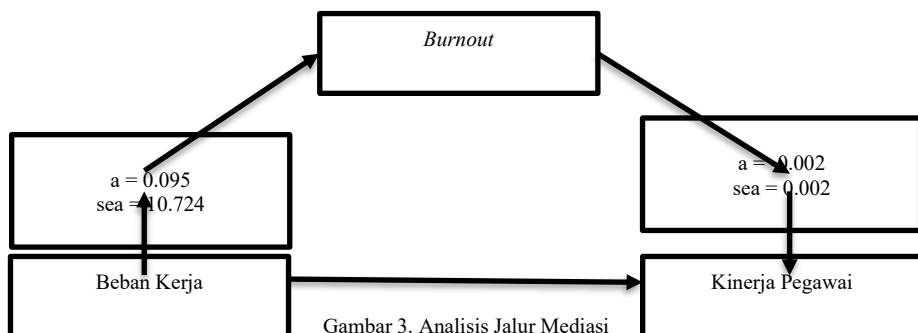 Burnout
a = 0.095
sea = 10.724
a = 0.002
sea = 0.002
Beban Kerja
Kinerja Pegawai
Gambar 3. Analisis Jalur Mediasi